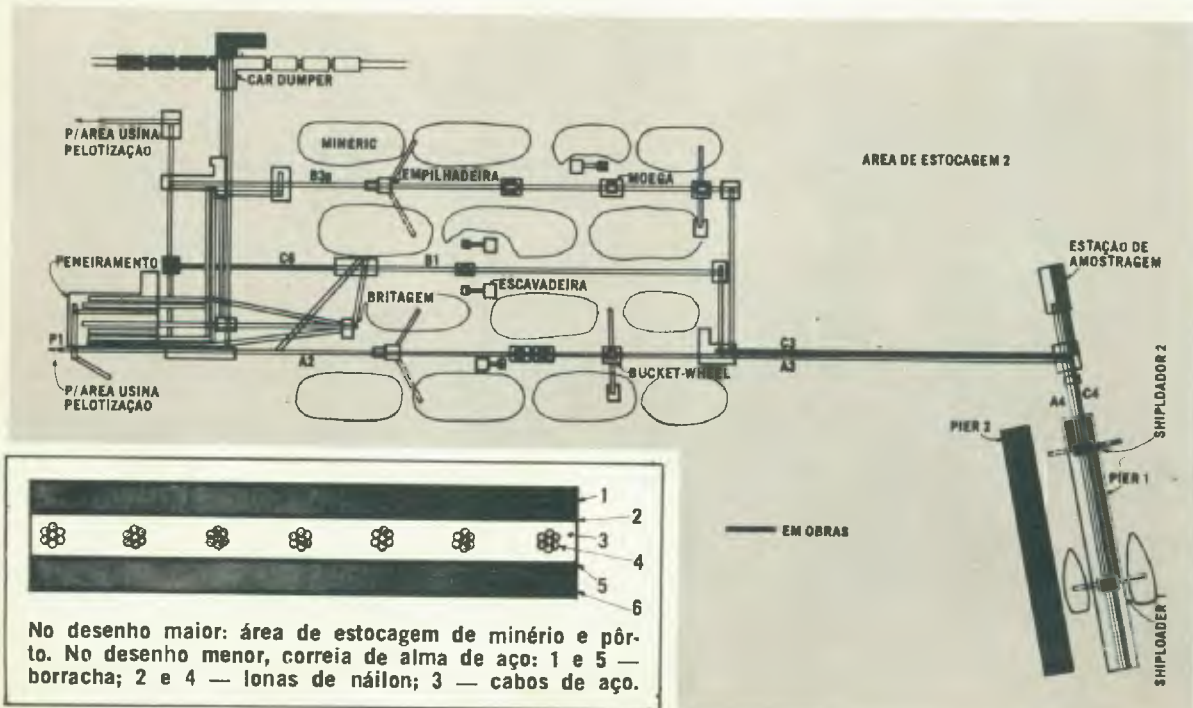 CAR DUMPER
P/AREA USINA
PELOTIZAÇÃO
MINÉRIC
B3a
EMPILHADEIRA
MOEGA
AREA DE ESTOCAGEM 2
PENEIRAMENTO
C6
B1
ESCAVADEIRA
BRITAGEM
ESTAÇÃO DE
AMOSTRAGEM
P1
A2
C3
A3
BUCKET-WHEEL
P/AREA USINA
PELOTIZAÇÃO
A4
C4
SHIPLOADOR 2
PIER 2
PIER 1
SHIPLOADER 1
EM OBRAS
1
2
3
4
5
6
No desenho maior: área de estocagem de minério e pôr-
to. No desenho menor, correia de alma de aço: 1 e 5 —
borracha; 2 e 4 — lonas de náilon; 3 — cabos de aço.